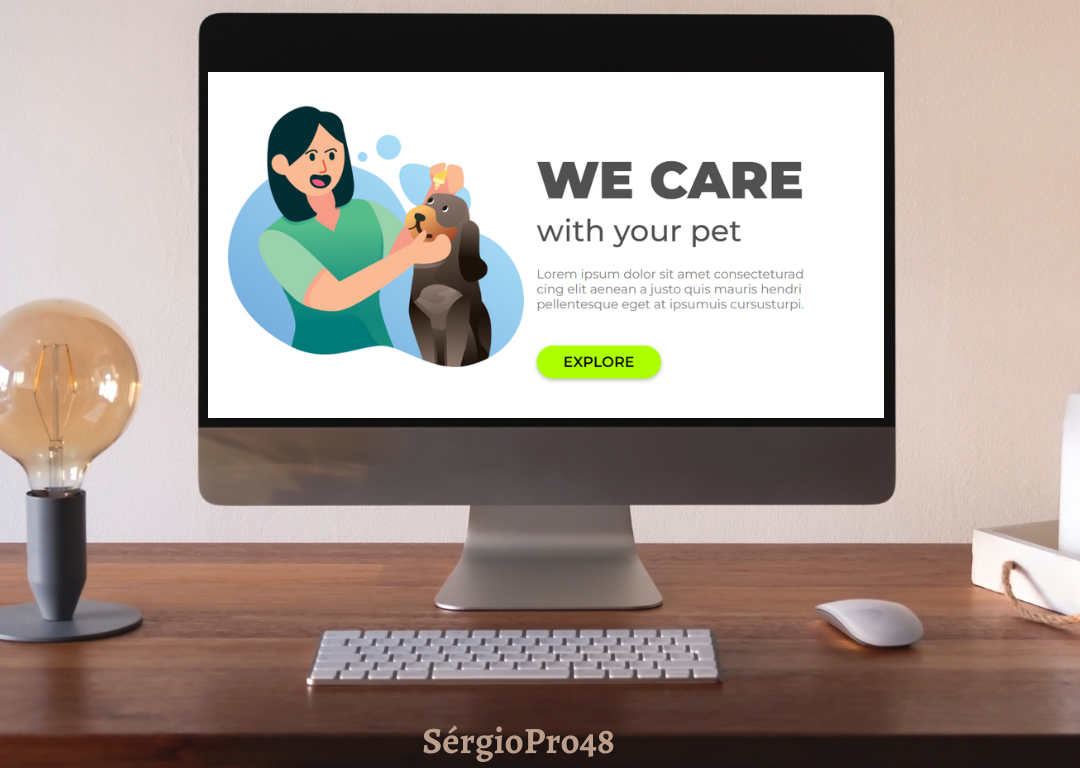 WE CARE
with your pet
Lorem ipsum dolor sit amet consecteturad
cing elit aenean a justo quis mauris hendri
pellentesque eget at ipsumuis cursusturpi.
EXPLORE
SérgioPro48